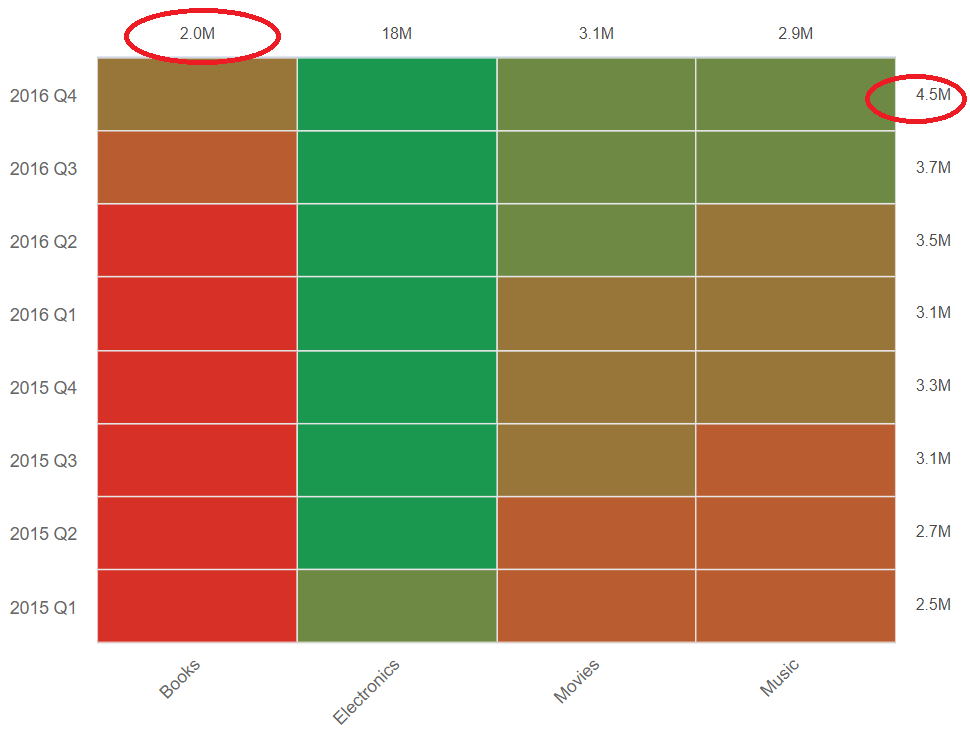 2.0M 18M 3.1M 2.9M
2016 Q4 4.5M
2016 Q3 3.7M
2016 Q2 3.5M
2016 Q1 3.1M
2015 Q4 3.3M
2015 Q3 3.1M
2015 Q2 2.7M
2015 Q1 2.5M
Books Electronics Movies Music